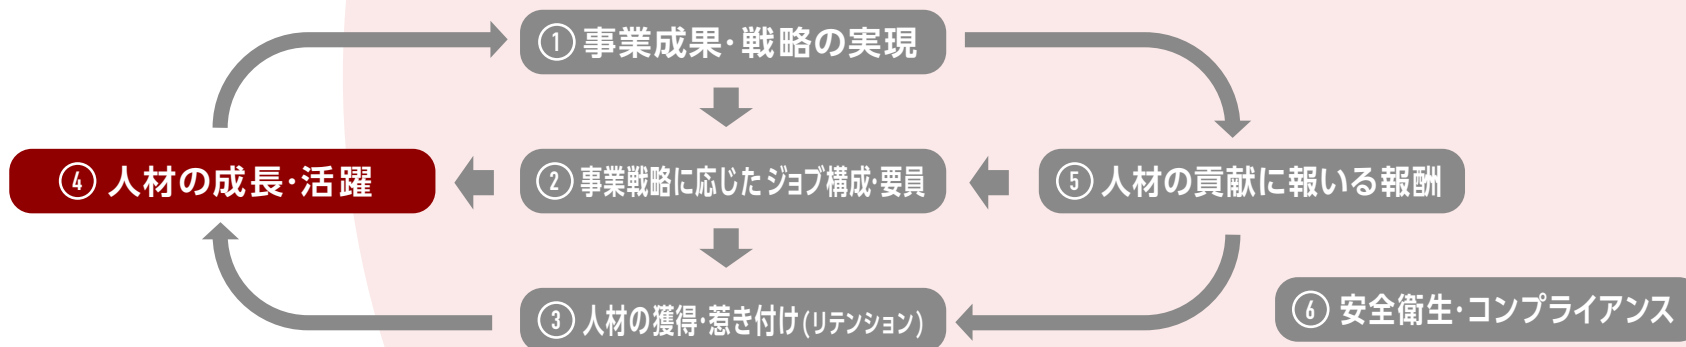 ① 事業成果・戦略の実現
④ 人材の成長・活躍
② 事業戦略に応じた ジョブ構成・要員
⑤ 人材の貢献に報いる報酬
③ 人材の獲得・惹き付け(リテンション)
⑥ 安全衛生・コンプライアンス